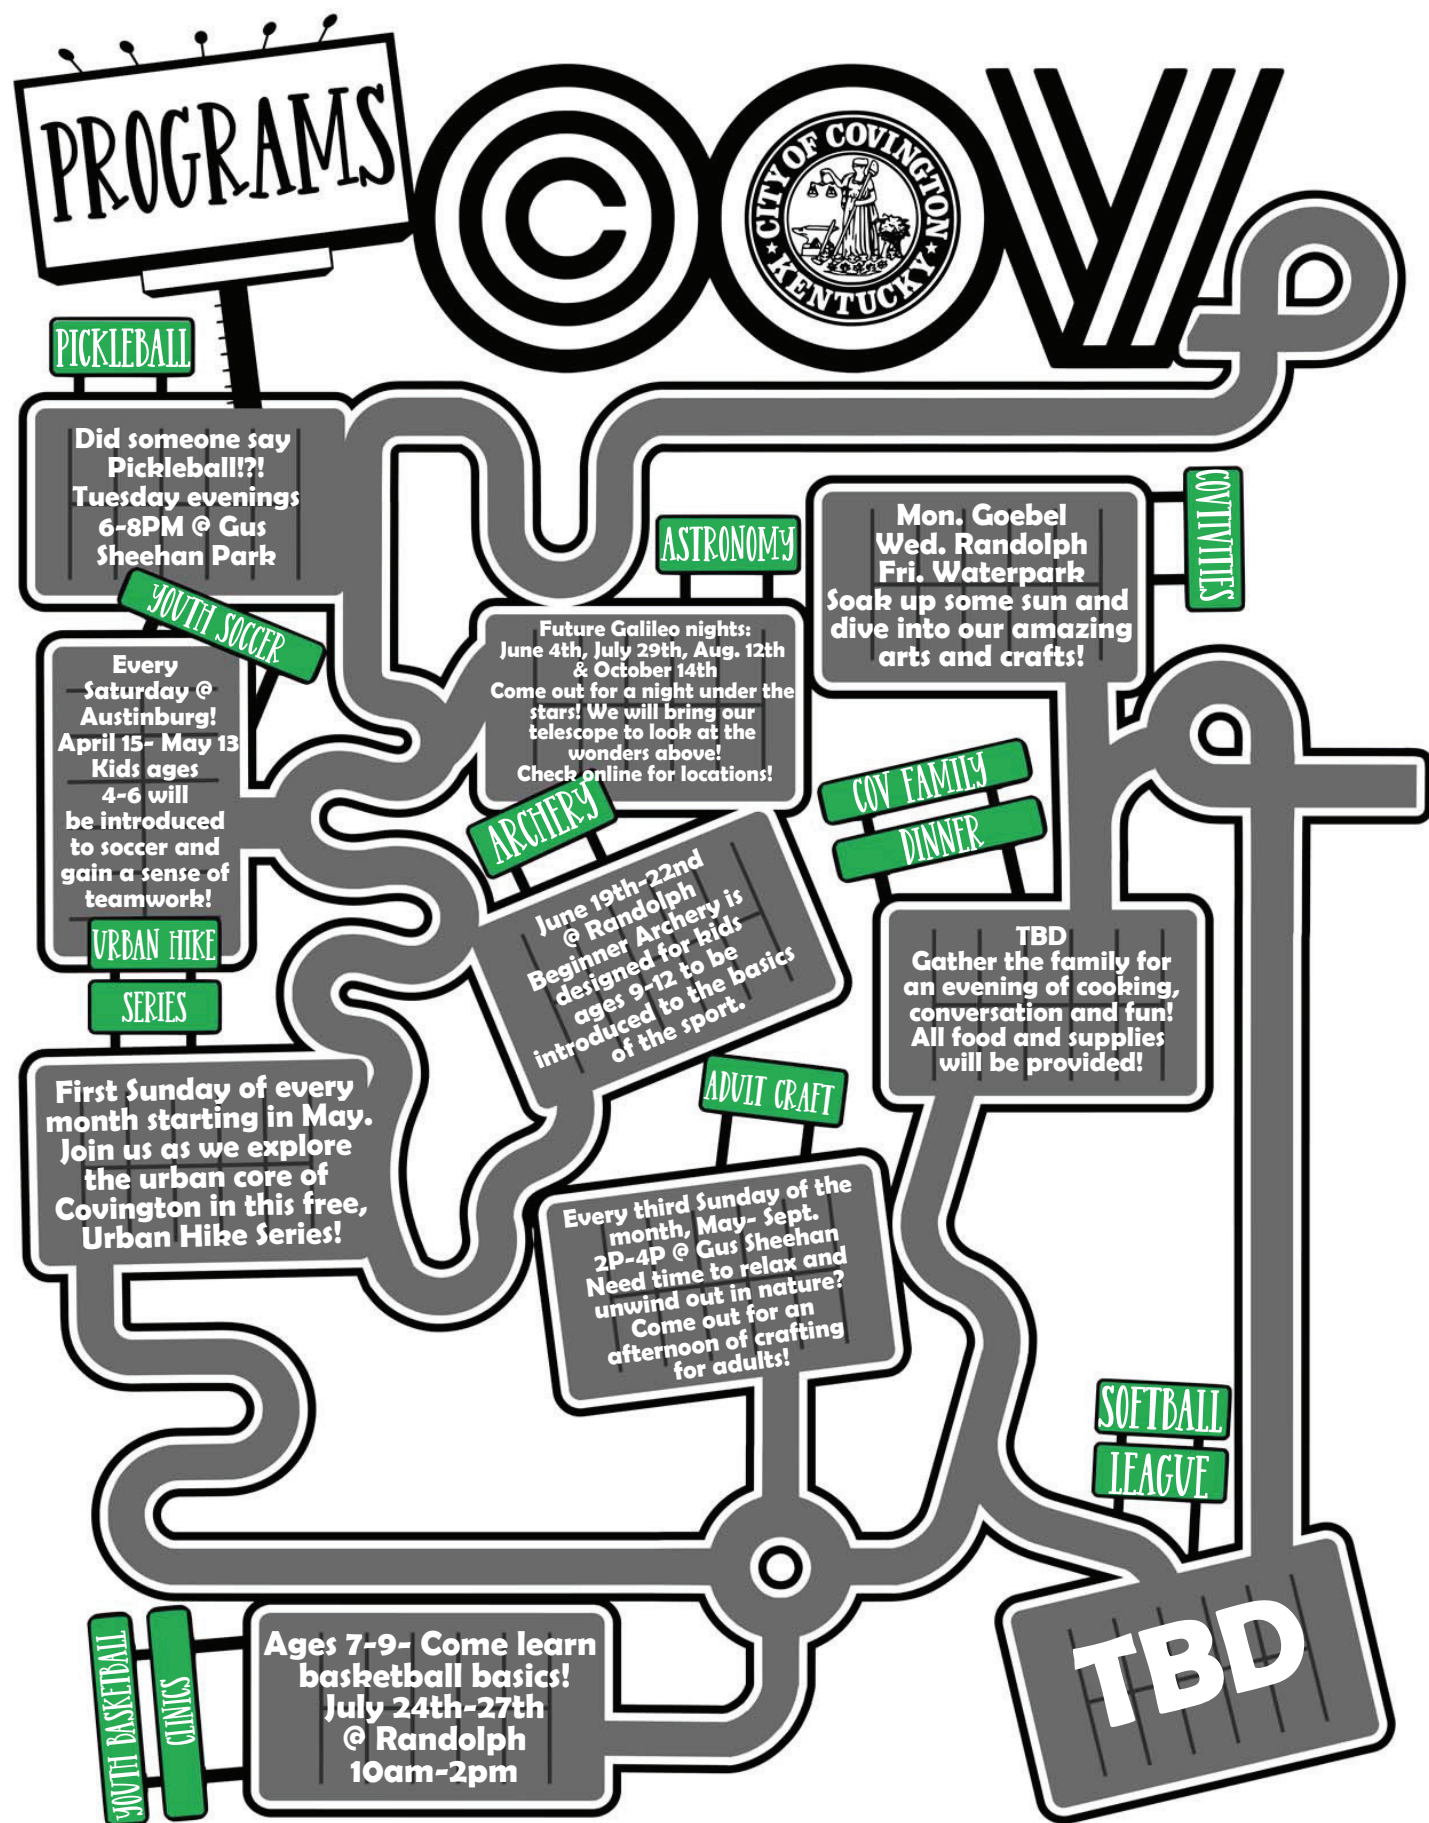 PROGRAMS
COV
CITY OF COVINGTON
KENTUCKY
PICKLEBALL
Did someone say
Pickleball!?!
Tuesday evenings
6-8PM @ Gus
Sheehan Park
YOUTH SOCCER
Every
Saturday @
Austinburg!
April 15- May 13
Kids ages
4-6 will
be introduced
to soccer and
gain a sense of
teamwork!
ASTRONOMY
Future Galileo nights:
June 4th, July 29th, Aug. 12th
& October 14th
Come out for a night under the
stars! We will bring our
telescope to look at the
wonders above!
Check online for locations!
COVTIVITIES
Mon. Goebel
Wed. Randolph
Fri. Waterpark
Soak up some sun and
dive into our amazing
arts and crafts!
ARCHERY
June 19th-22nd
@ Randolph
Beginner Archery is
designed for kids
ages 9-12 to be
introduced to the basics
of the sport.
COV FAMILY
DINNER
TBD
Gather the family for
an evening of cooking,
conversation and fun!
All food and supplies
will be provided!
URBAN HIKE
SERIES
First Sunday of every
month starting in May.
Join us as we explore
the urban core of
Covington in this free,
Urban Hike Series!
ADULT CRAFT
Every third Sunday of the
month, May- Sept.
2P-4P @ Gus Sheehan
Need time to relax and
unwind out in nature?
Come out for an
afternoon of crafting
for adults!
SOFTBALL
LEAGUE
TBD
YOUTH BASKETBALL
CLINICS
Ages 7-9- Come learn
basketball basics!
July 24th-27th
@ Randolph
10am-2pm